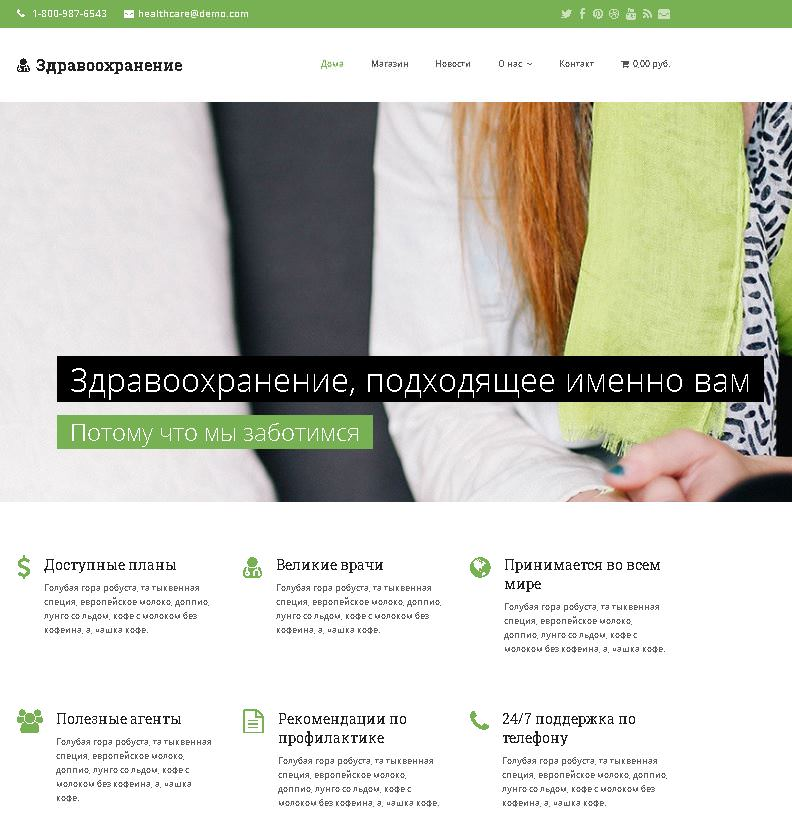 1-800-987-6543 healthcare@demo.com
Здравоохранение
Дома Магазин Новости О нас Контакт 0,00 руб.
Здравоохранение, подходящее именно вам
Потому что мы заботимся
Доступные планы
Голубая гора робуста, та тыквенная
специя, европейское молоко, доппио,
лунго со льдом, кофе с молоком без
кофеина, а, чашка кофе.
Великие врачи
Голубая гора робуста, та тыквенная
специя, европейское молоко, доппио,
лунго со льдом, кофе с молоком без
кофеина, а, чашка кофе.
Принимается во всем
мире
Голубая гора робуста, та тыквенная
специя, европейское молоко,
доппио, лунго со льдом, кофе с
молоком без кофеина, а, чашка кофе.
Полезные агенты
Голубая гора робуста, та тыквенная
специя, европейское молоко,
доппио, лунго со льдом, кофе с
молоком без кофеина, а, чашка
кофе.
Рекомендации по
профилактике
Голубая гора робуста, та тыквенная
специя, европейское молоко,
доппио, лунго со льдом, кофе с
молоком без кофеина, а, чашка кофе.
24/7 поддержка по
телефону
Голубая гора робуста, та тыквенная
специя, европейское молоко, доппио,
лунго со льдом, кофе с молоком без
кофеина, а, чашка кофе.